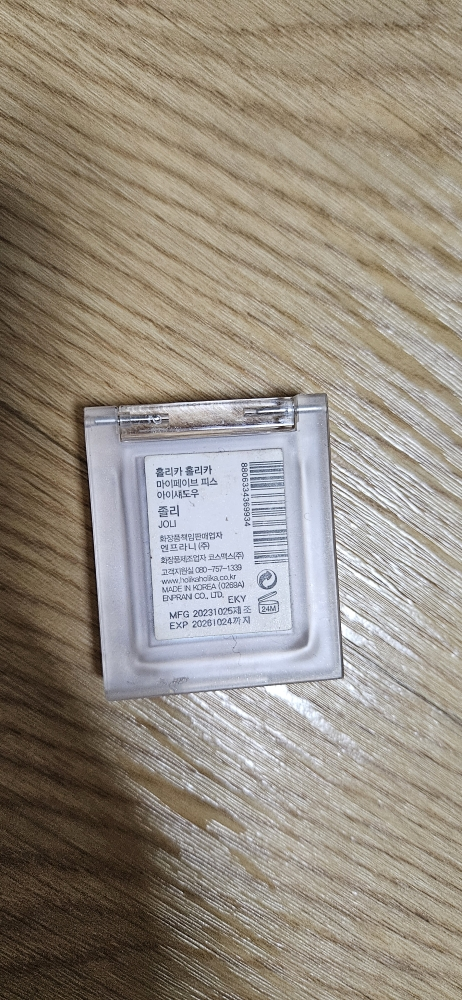 홀리카 홀리카
마이페이브 피스
아이섀도우
졸리
JOLI
화장품책임판매업자
엔프라니 (주)
화장품제조업자 코스맥스(주)
고객지원실 080-757-1339
www.holikaholika.co.kr
MADE IN KOREA (0269A)
ENPRANI CO., LTD. EKY
MFG 20231025제조
EXP 20261024까지
8806334369934
24M